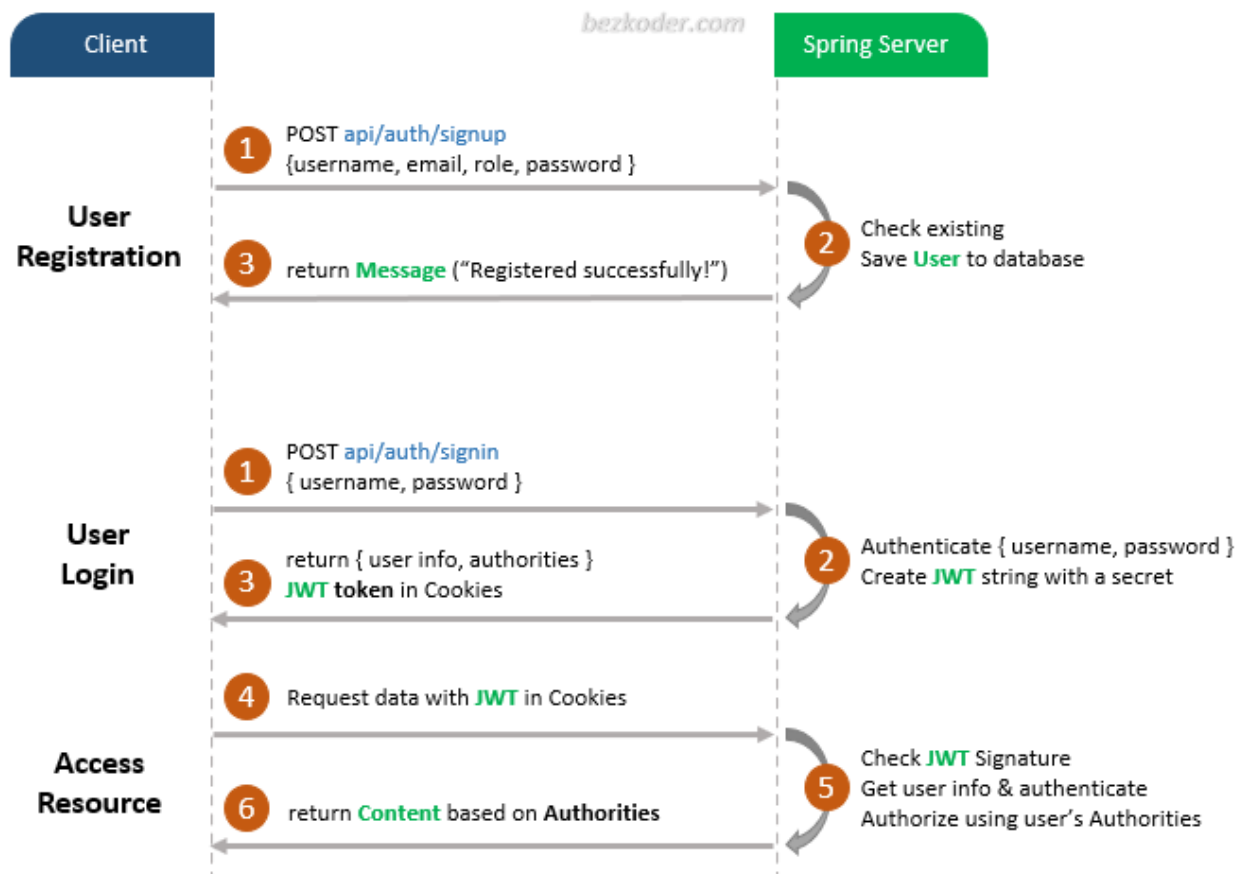 bezkoder.com
Client
Spring Server
User
Registration
1
POST api/auth/signup
{username, email, role, password }
2
Check existing
Save User to database
3
return Message (“Registered successfully!”)
User
Login
1
POST api/auth/signin
{ username, password }
2
Authenticate { username, password }
Create JWT string with a secret
3
return { user info, authorities }
JWT token in Cookies
Access
Resource
4
Request data with JWT in Cookies
5
Check JWT Signature
Get user info & authenticate
Authorize using user’s Authorities
6
return Content based on Authorities